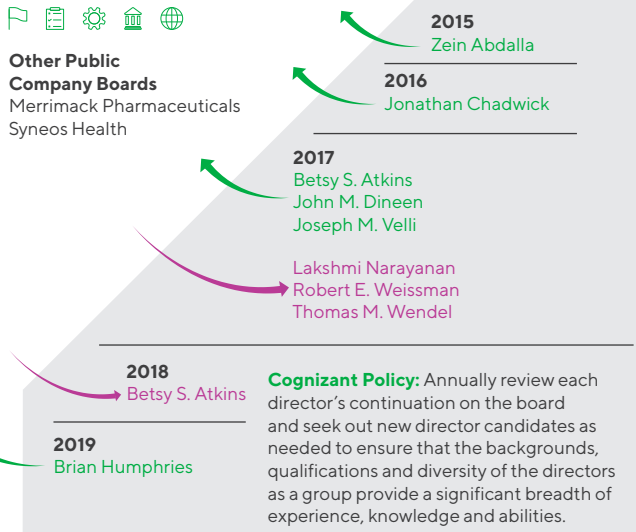 Other Public
Company Boards
Merrimack Pharmaceuticals
Syneos Health
2015
Zein Abdalla
2016
Jonathan Chadwick
2017
Betsy S. Atkins
John M. Dineen
Joseph M. Velli
Lakshmi Narayanan
Robert E. Weissman
Thomas M. Wendel
2018
Betsy S. Atkins
2019
Brian Humphries
Cognizant Policy: Annually review each
director’s continuation on the board
and seek out new director candidates as
needed to ensure that the backgrounds,
qualifications and diversity of the directors
as a group provide a significant breadth of
experience, knowledge and abilities.